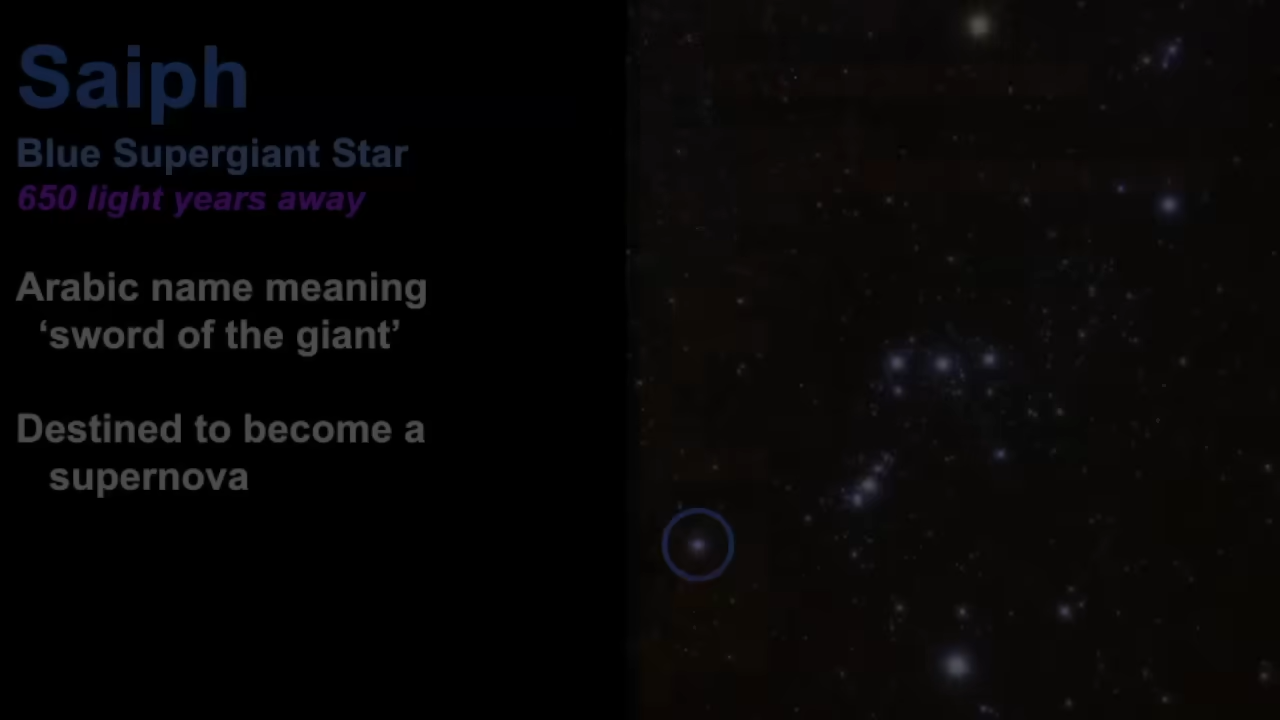 Saiph
Blue Supergiant Star
650 light years away
Arabic name meaning
‘sword of the giant’
Destined to become a
supernova